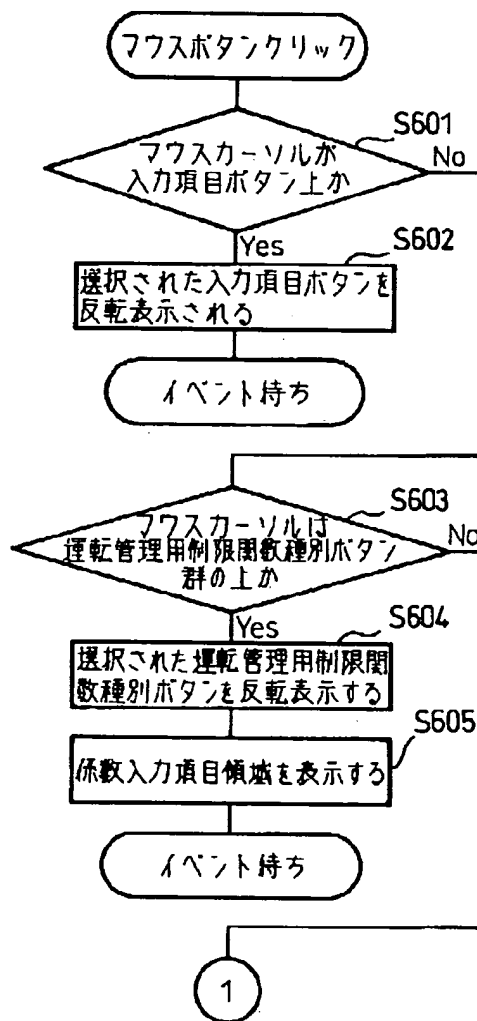 マウスボタンクリック
S601
マウスカーソルが
入力項目ボタン上か
No
Yes
S602
選択された入力項目ボタンを
反転表示される
イベント待ち
S603
マウスカーソルは
運転管理用制限関数種別ボタン
群の上か
No
Yes
S604
選択された運転管理用制限関
数種別ボタンを反転表示する
S605
係数入力項目領域を表示する
イベント待ち
1